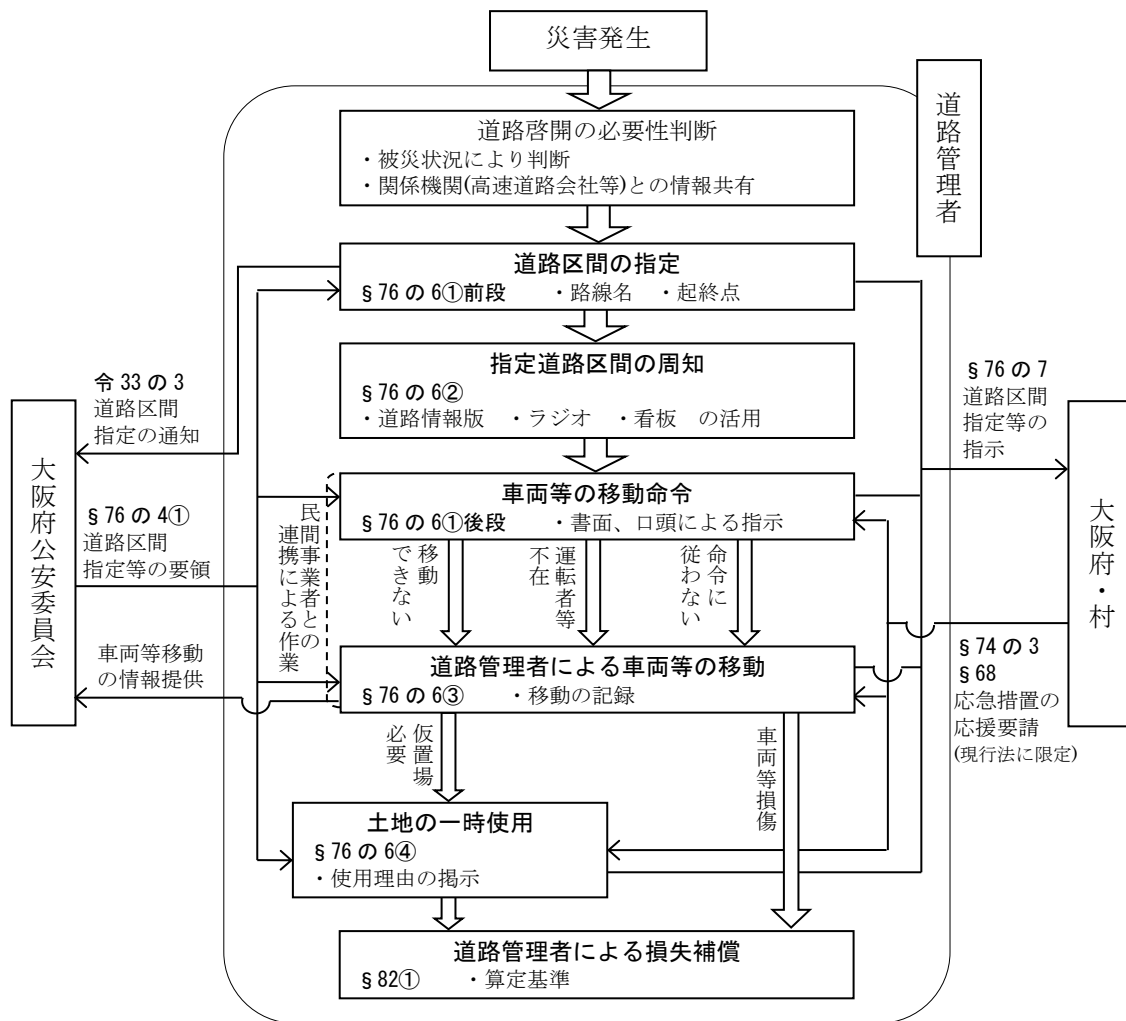 災害発生
道路管理者
道路啓開の必要性判断
・被災状況により判断
・関係機関(高速道路会社等)との情報共有
道路区間の指定
§76の6①前段　・路線名　・起終点
指定道路区間の周知
§76の6②
・道路情報版　・ラジオ　・看板　の活用
令33の3
道路区間
指定の通知
§76の7
道路区間
指定等の
指示
大阪府公安委員会
大阪府・村
車両等の移動命令
§76の6①後段　・書面、口頭による指示
§76の4①
道路区間
指定等の要領
民間事業者との
連携による作業
移動
できない
運転者等
不在
命令に
従わない
車両等移動
の情報提供
道路管理者による車両等の移動
§76の6③　・移動の記録
§74の3
§68
応急措置の
応援要請
(現行法に限定)
仮置場
必要
車両等損傷
土地の一時使用
§76の6④
・使用理由の掲示
道路管理者による損失補償
§82①　・算定基準